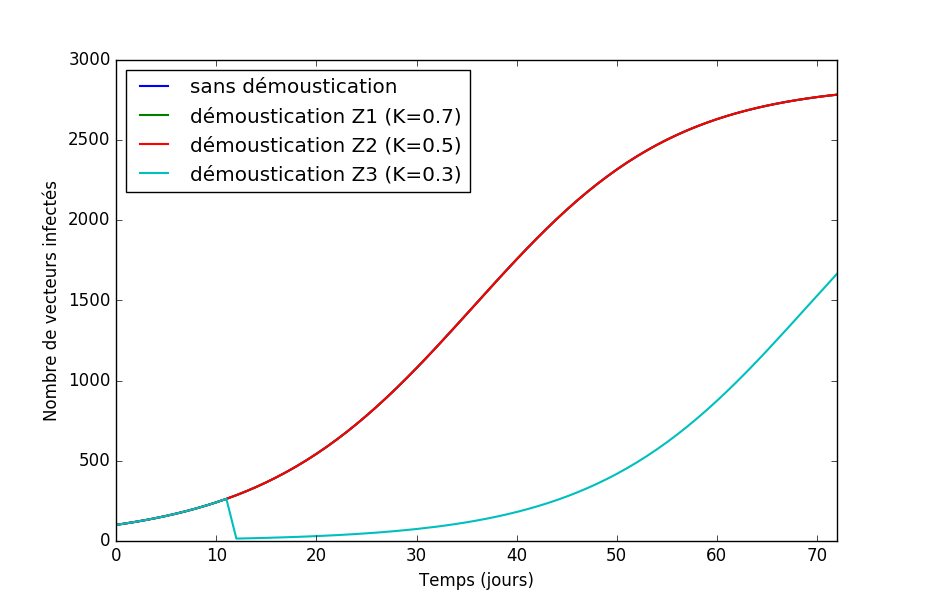 3000
2500
2000
1500
1000
500
0
Nombre de vecteurs infectés
sans démoustication
démoustication Z1 (K=0.7)
démoustication Z2 (K=0.5)
démoustication Z3 (K=0.3)
0 10 20 30 40 50 60 70
Temps (jours)